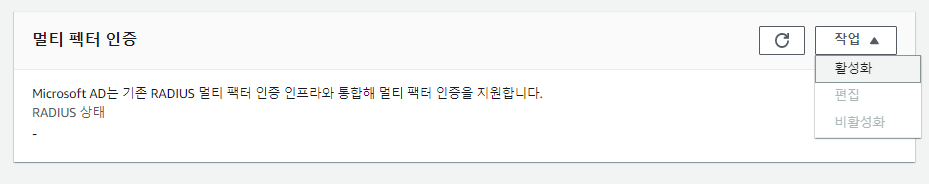 멀티 펙터 인증
작업 ▲
활성화
편집
비활성화
Microsoft AD는 기존 RADIUS 멀티 팩터 인증 인프라와 통합해 멀티 팩터 인증을 지원합니다.
RADIUS 상태
-